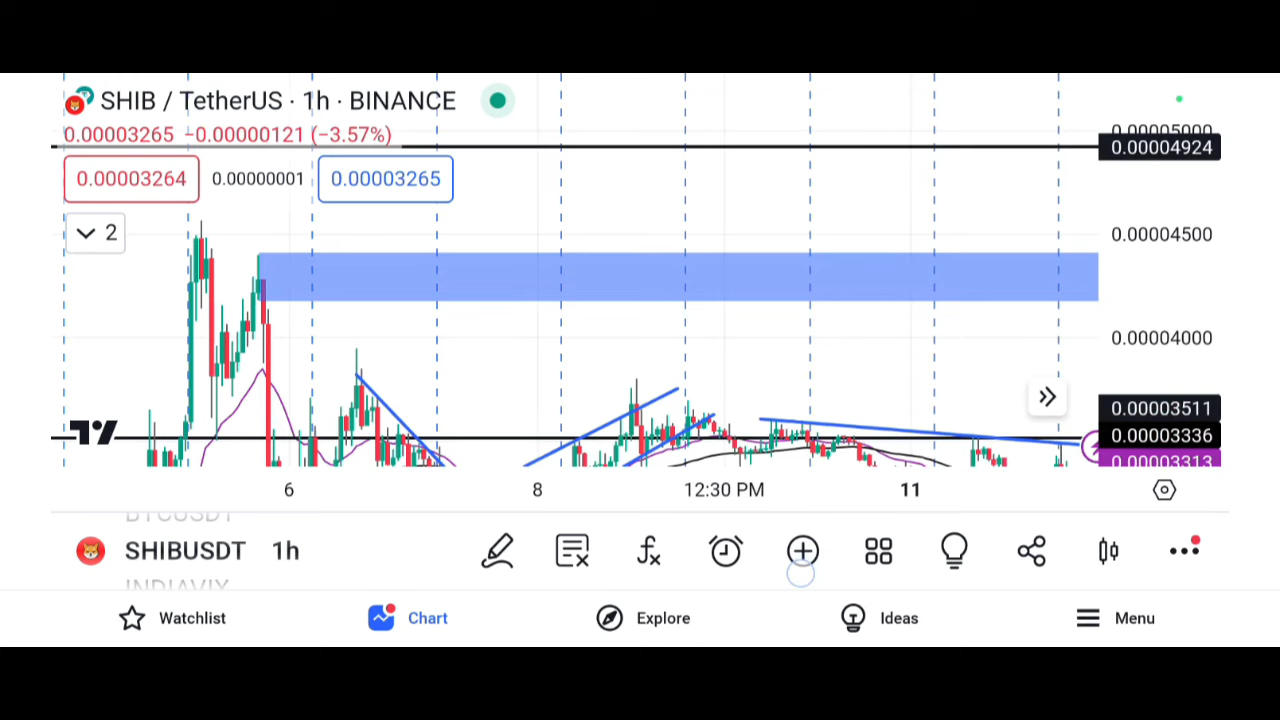 SHIB / TetherUS · 1h · BINANCE
0.00003265 −0.00000121 (−3.57%)
0.00003264 0.00000001 0.00003265
2
0.00005000
0.00004924
0.00004500
0.00004000
0.00003511
0.00003336
0.00003313
6 8 12:30 PM 11
BTCUSDT
SHIBUSDT 1h
INDIAVIX
Watchlist Chart Explore Ideas Menu